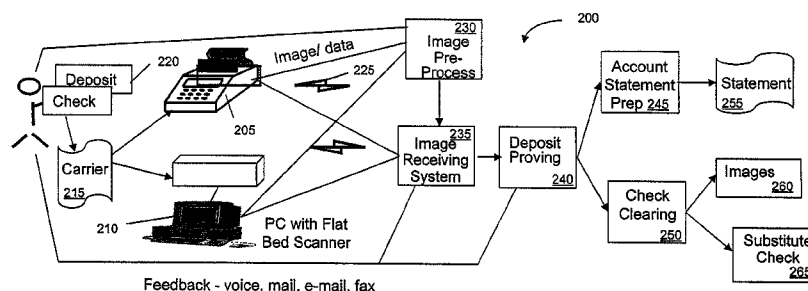 200
230
Image
Pre-
Process
220
Deposit
Check
Image/ data
225
205
Carrier
215
210
PC with Flat
Bed Scanner
235
Image
Receiving
System
Deposit
Proving
240
Account
Statement
Prep 245
Statement
255
Check
Clearing
250
Images
260
Substitute
Check
265
Feedback - voice, mail, e-mail, fax